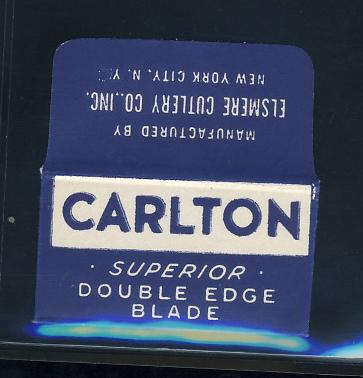 MANUFACTURED BY
ELSMERE CUTLERY CO., INC.
NEW YORK CITY, N. Y.
CARLTON
· SUPERIOR ·
DOUBLE EDGE
BLADE